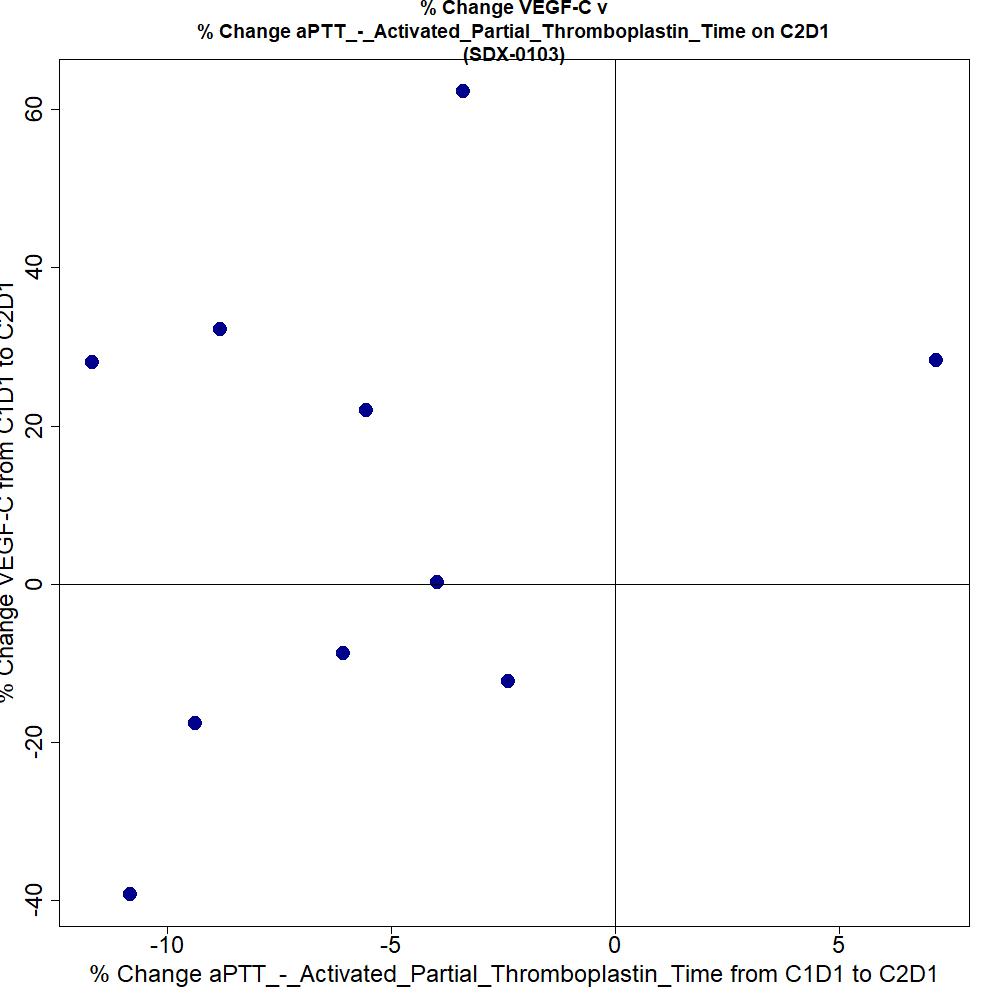 % Change VEGF-C v
% Change aPTT_-_Activated_Partial_Thromboplastin_Time on C2D1
(SDX-0103)
% Change VEGF-C from C1D1 to C2D1
60
40
20
0
-20
-40
-10
-5
0
5
% Change aPTT_-_Activated_Partial_Thromboplastin_Time from C1D1 to C2D1